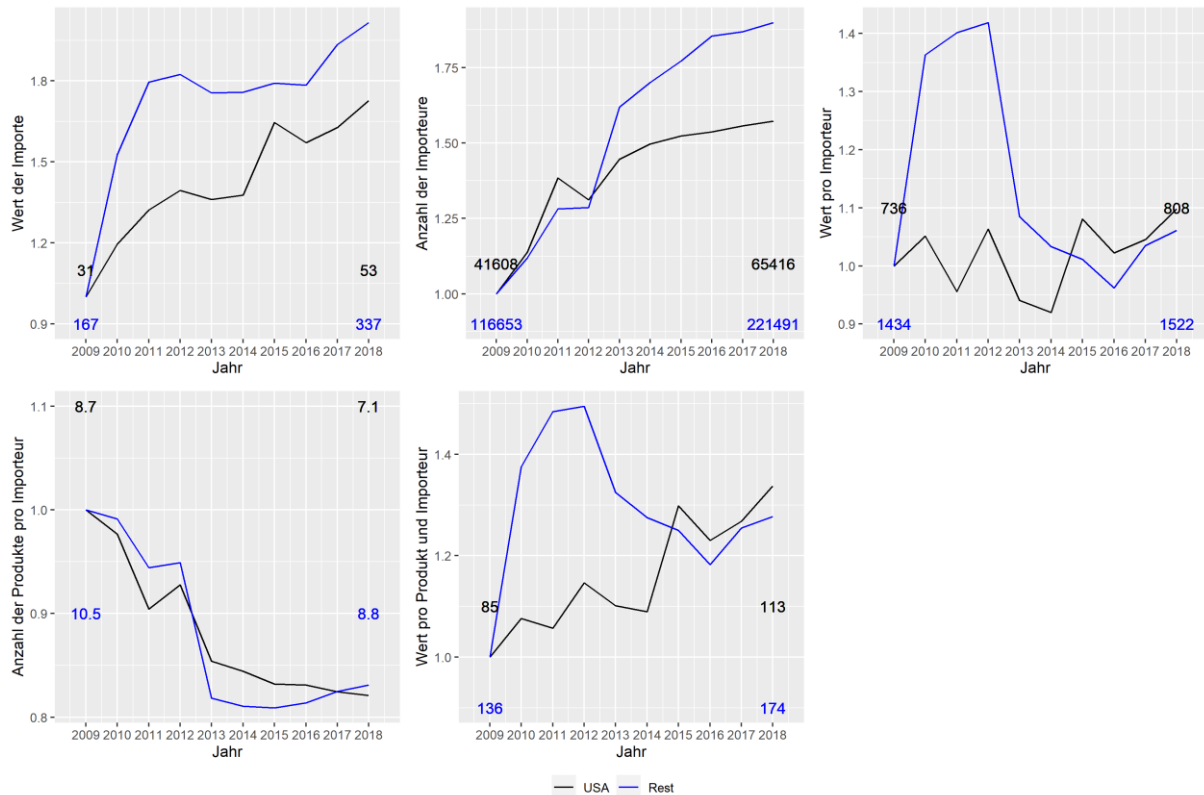 Wert der Importe
1.8
1.5
1.2
0.9
31
53
167
337
2009 2010 2011 2012 2013 2014 2015 2016 2017 2018
Jahr
Anzahl der Importeure
1.75
1.50
1.25
1.00
41608
65416
116653
221491
2009 2010 2011 2012 2013 2014 2015 2016 2017 2018
Jahr
Wert pro Importeur
1.4
1.3
1.2
1.1
1.0
0.9
736
808
1434
1522
2009 2010 2011 2012 2013 2014 2015 2016 2017 2018
Jahr
Anzahl der Produkte pro Importeur
1.1
1.0
0.9
0.8
8.7
7.1
10.5
8.8
2009 2010 2011 2012 2013 2014 2015 2016 2017 2018
Jahr
Wert pro Produkt und Importeur
1.4
1.2
1.0
85
113
136
174
2009 2010 2011 2012 2013 2014 2015 2016 2017 2018
Jahr
USA Rest